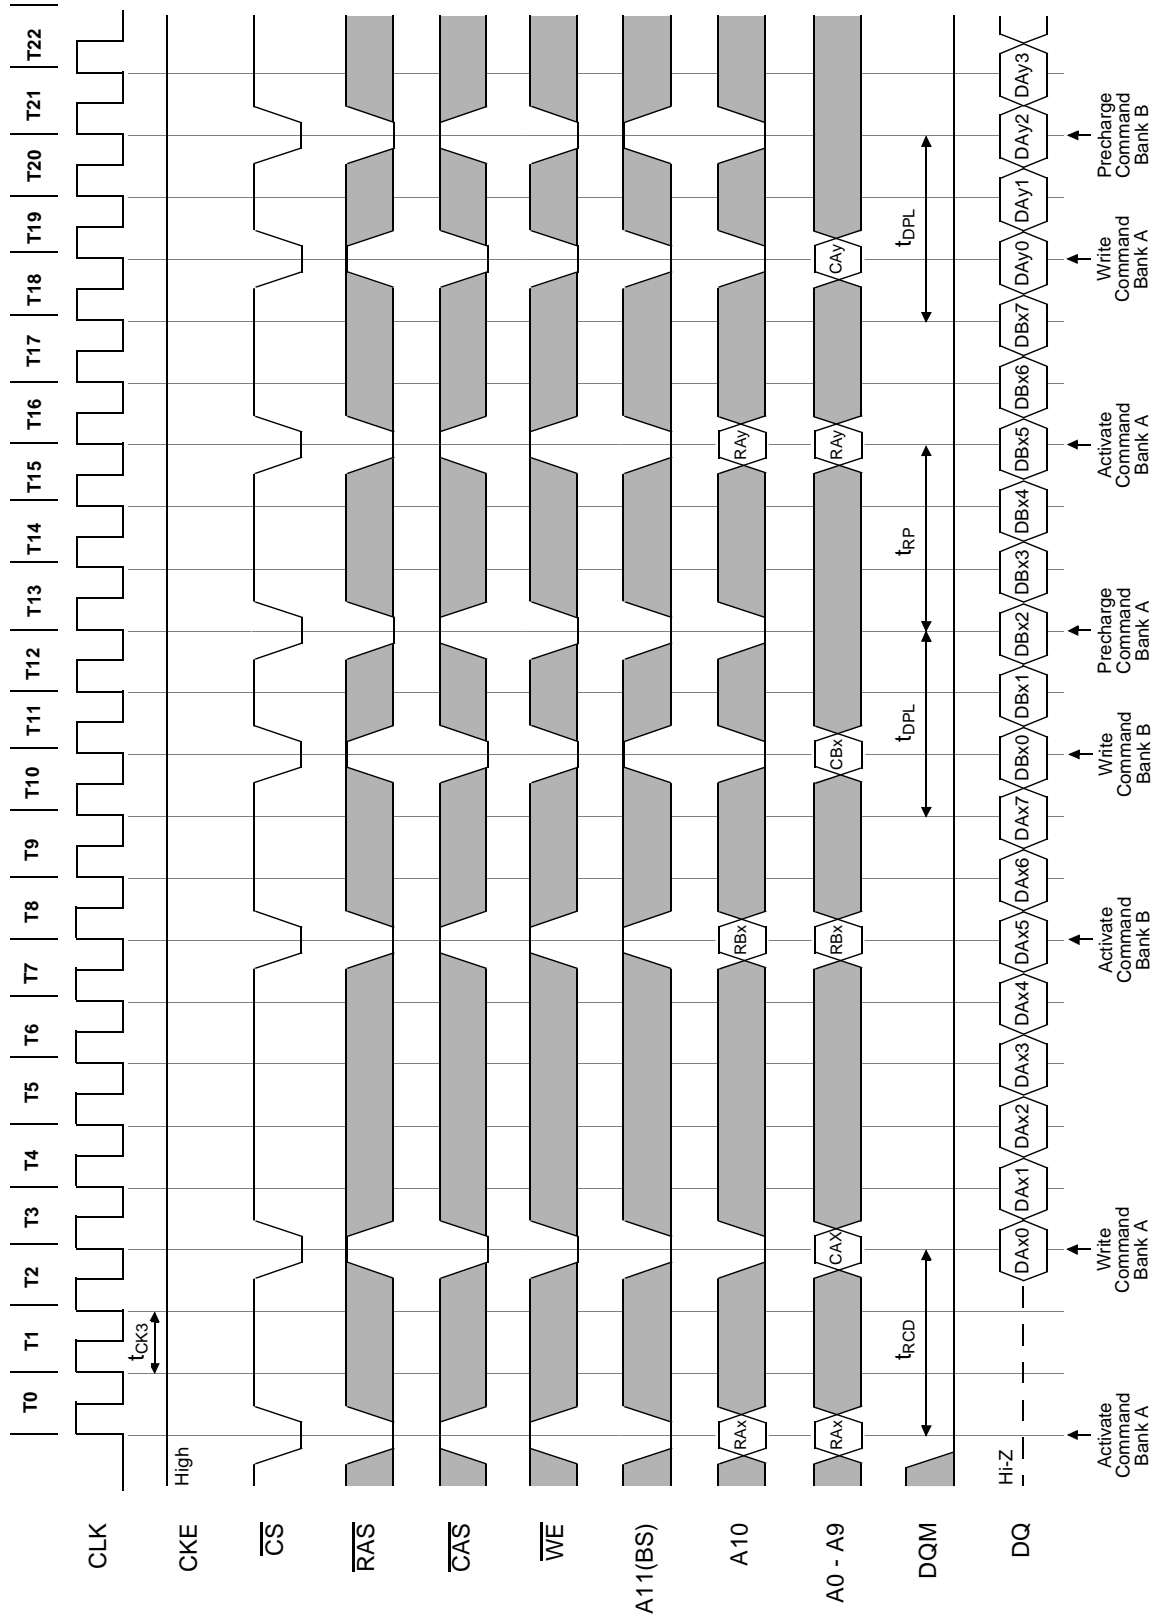 T0 T1 T2 T3 T4 T5 T6 T7 T8 T9 T10 T11 T12 T13 T14 T15 T16 T17 T18 T19 T20 T21 T22
CLK
tCK3
CKE
High
CS
RAS
CAS
WE
A11(BS)
A10
RAx RBx RAy
A0 - A9
RAx CAX RBx CBx RAy CAy
DQM
tRCD tDPL tRP tDPL
DQ
Hi-Z
DAx0 DAx1 DAx2 DAx3 DAx4 DAx5 DAx6 DAx7 DBx0 DBx1 DBx2 DBx3 DBx4 DBx5 DBx6 DBx7 DAy0 DAy1 DAy2 DAy3
Activate
Command
Bank A
Write
Command
Bank A
Activate
Command
Bank B
Write
Command
Bank B
Precharge
Command
Bank A
Activate
Command
Bank A
Write
Command
Bank A
Precharge
Command
Bank B